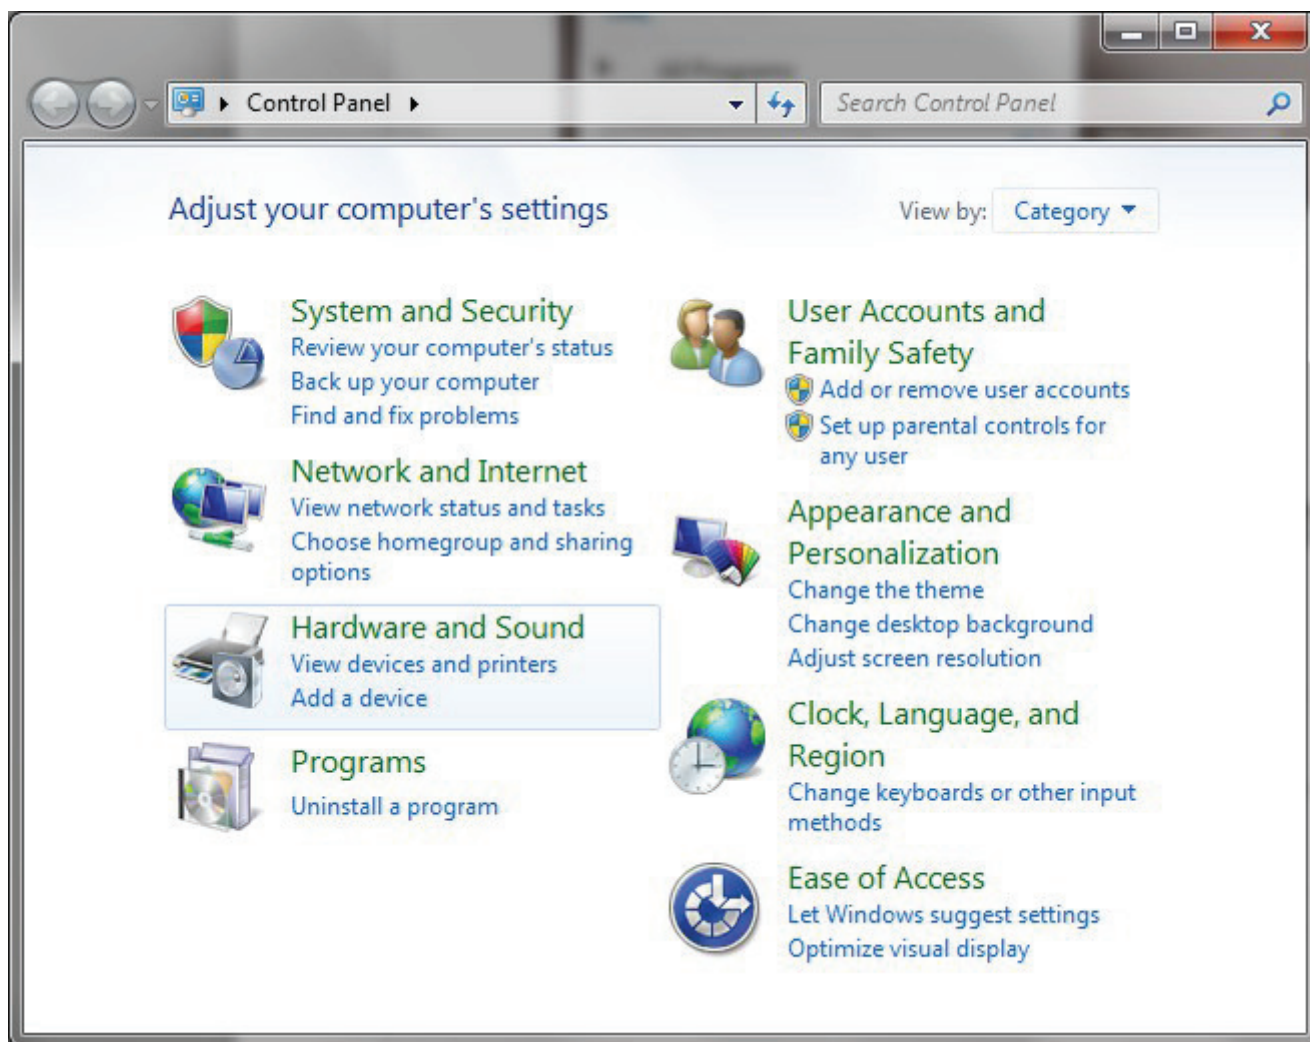 Control Panel
Search Control Panel
Adjust your computer's settings
View by: Category
System and Security
Review your computer's status
Back up your computer
Find and fix problems
Network and Internet
View network status and tasks
Choose homegroup and sharing
options
Hardware and Sound
View devices and printers
Add a device
Programs
Uninstall a program
User Accounts and
Family Safety
Add or remove user accounts
Set up parental controls for
any user
Appearance and
Personalization
Change the theme
Change desktop background
Adjust screen resolution
Clock, Language, and
Region
Change keyboards or other input
methods
Ease of Access
Let Windows suggest settings
Optimize visual display